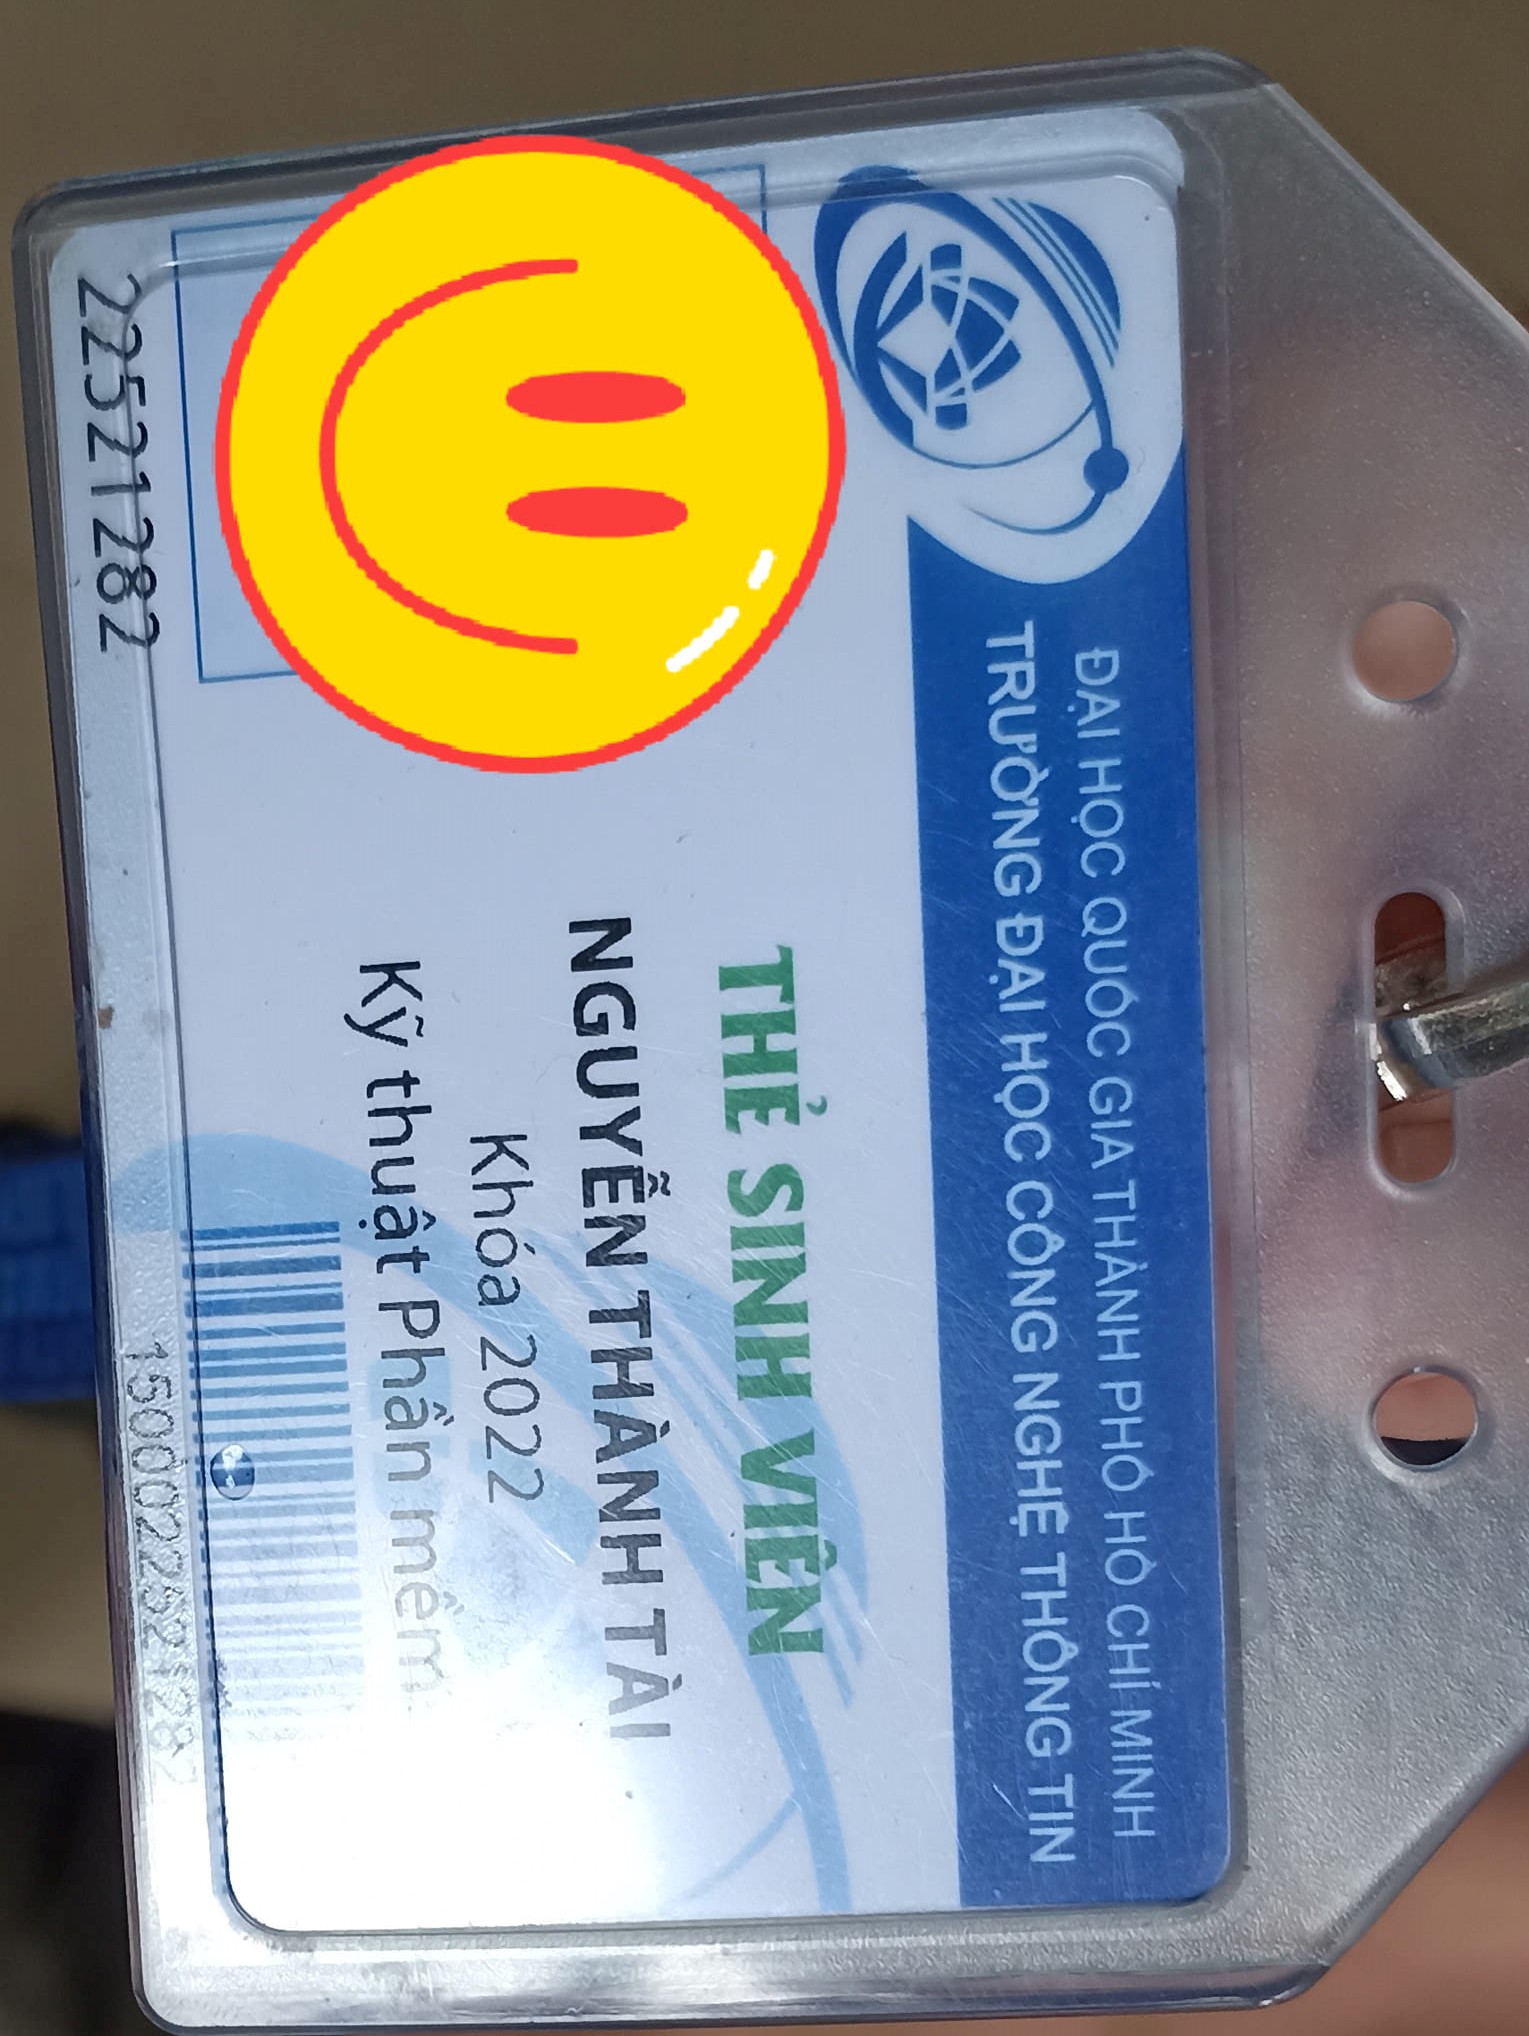 ĐẠI HỌC QUỐC GIA THÀNH PHỐ HỒ CHÍ MINH
TRƯỜNG ĐẠI HỌC CÔNG NGHỆ THÔNG TIN
THẺ SINH VIÊN
NGUYỄN THÀNH TÀI
Khóa 2022
Kỹ thuật Phần mềm
22521282
1500022521282